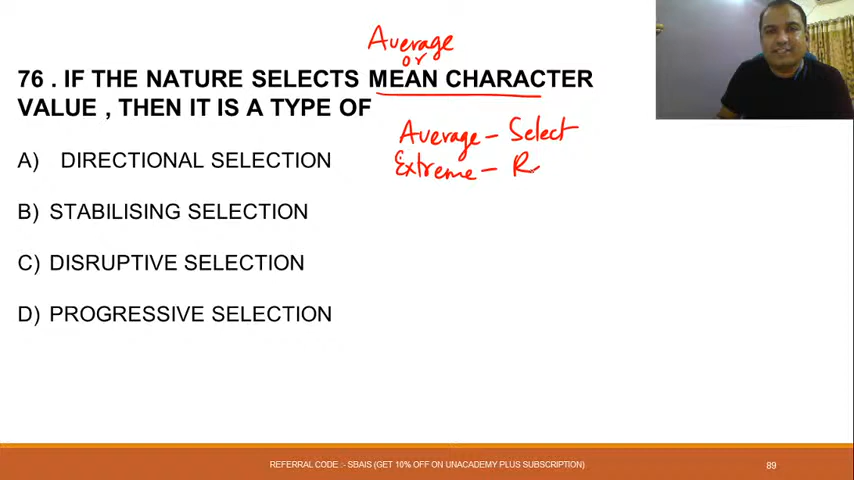 Average
or
76 . IF THE NATURE SELECTS MEAN CHARACTER
VALUE , THEN IT IS A TYPE OF
Average - Select
Extreme - R
A) DIRECTIONAL SELECTION
B) STABILISING SELECTION
C) DISRUPTIVE SELECTION
D) PROGRESSIVE SELECTION
REFERRAL CODE :- SBAIS (GET 10% OFF ON UNACADEMY PLUS SUBSCRIPTION)
89